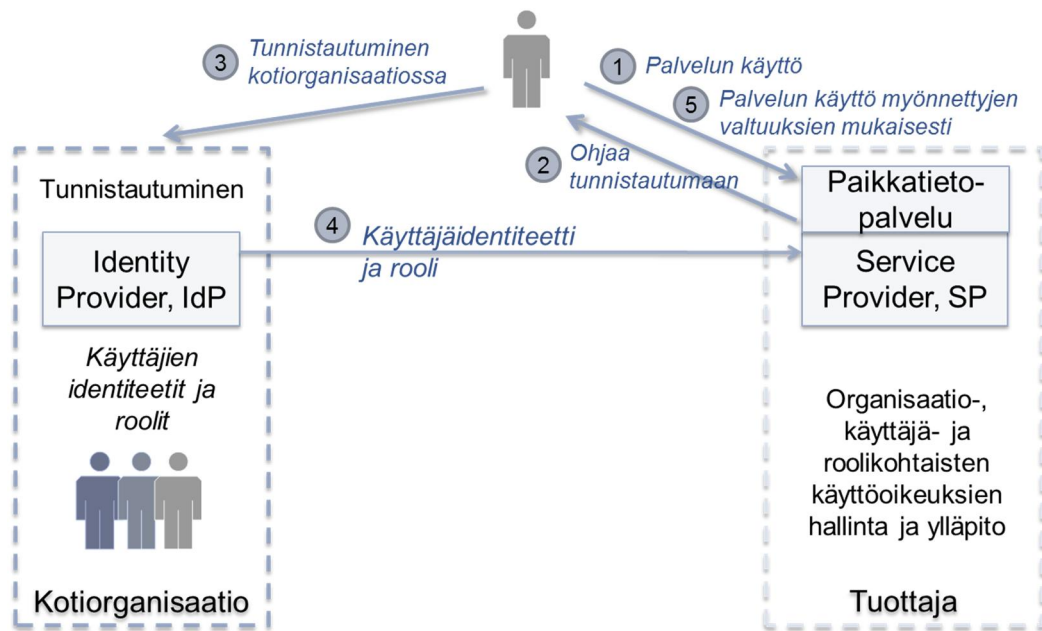 3
Tunnistautuminen
kotiorganisaatiossa
1
Palvelun käyttö
5
Palvelun käyttö myönnettyjen
valtuuksien mukaisesti
2
Ohjaa
tunnistautumaan
Tunnistautuminen
Identity
Provider, IdP
Käyttäjien
identiteetit ja
roolit
Kotiorganisaatio
4
Käyttäjäidentiteetti
ja rooli
Paikkatieto-
palvelu
Service
Provider, SP
Organisaatio-,
käyttäjä- ja
roolikohtaisten
käyttöoikeuksien
hallinta ja ylläpito
Tuottaja